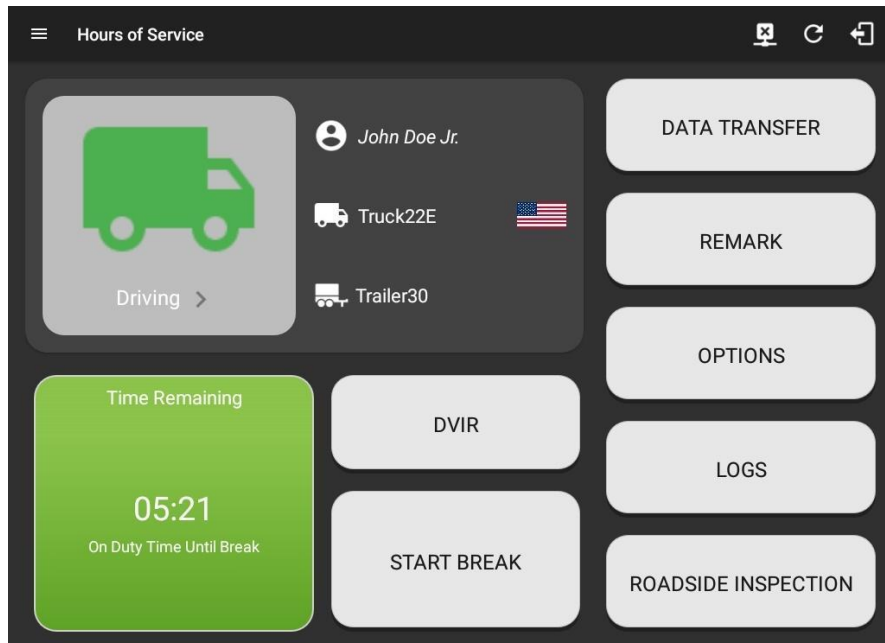 Hours of Service
John Doe Jr.
Truck22E
Trailer30
Driving
DATA TRANSFER
REMARK
OPTIONS
LOGS
ROADSIDE INSPECTION
Time Remaining
05:21
On Duty Time Until Break
DVIR
START BREAK